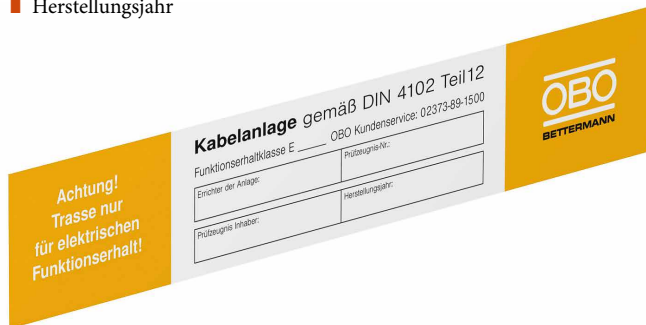 Herstellungsjahr
Achtung!
Trasse nur
für elektrischen
Funktionserhalt!
Kabelanlage gemäß DIN 4102 Teil12
Funktionserhaltklasse E _____ OBO Kundenservice: 02373-89-1500
Errichter der Anlage:
Prüfzeugnis-Nr.:
Prüfzeugnis Inhaber:
Herstellungsjahr:
OBO
BETTERMANN